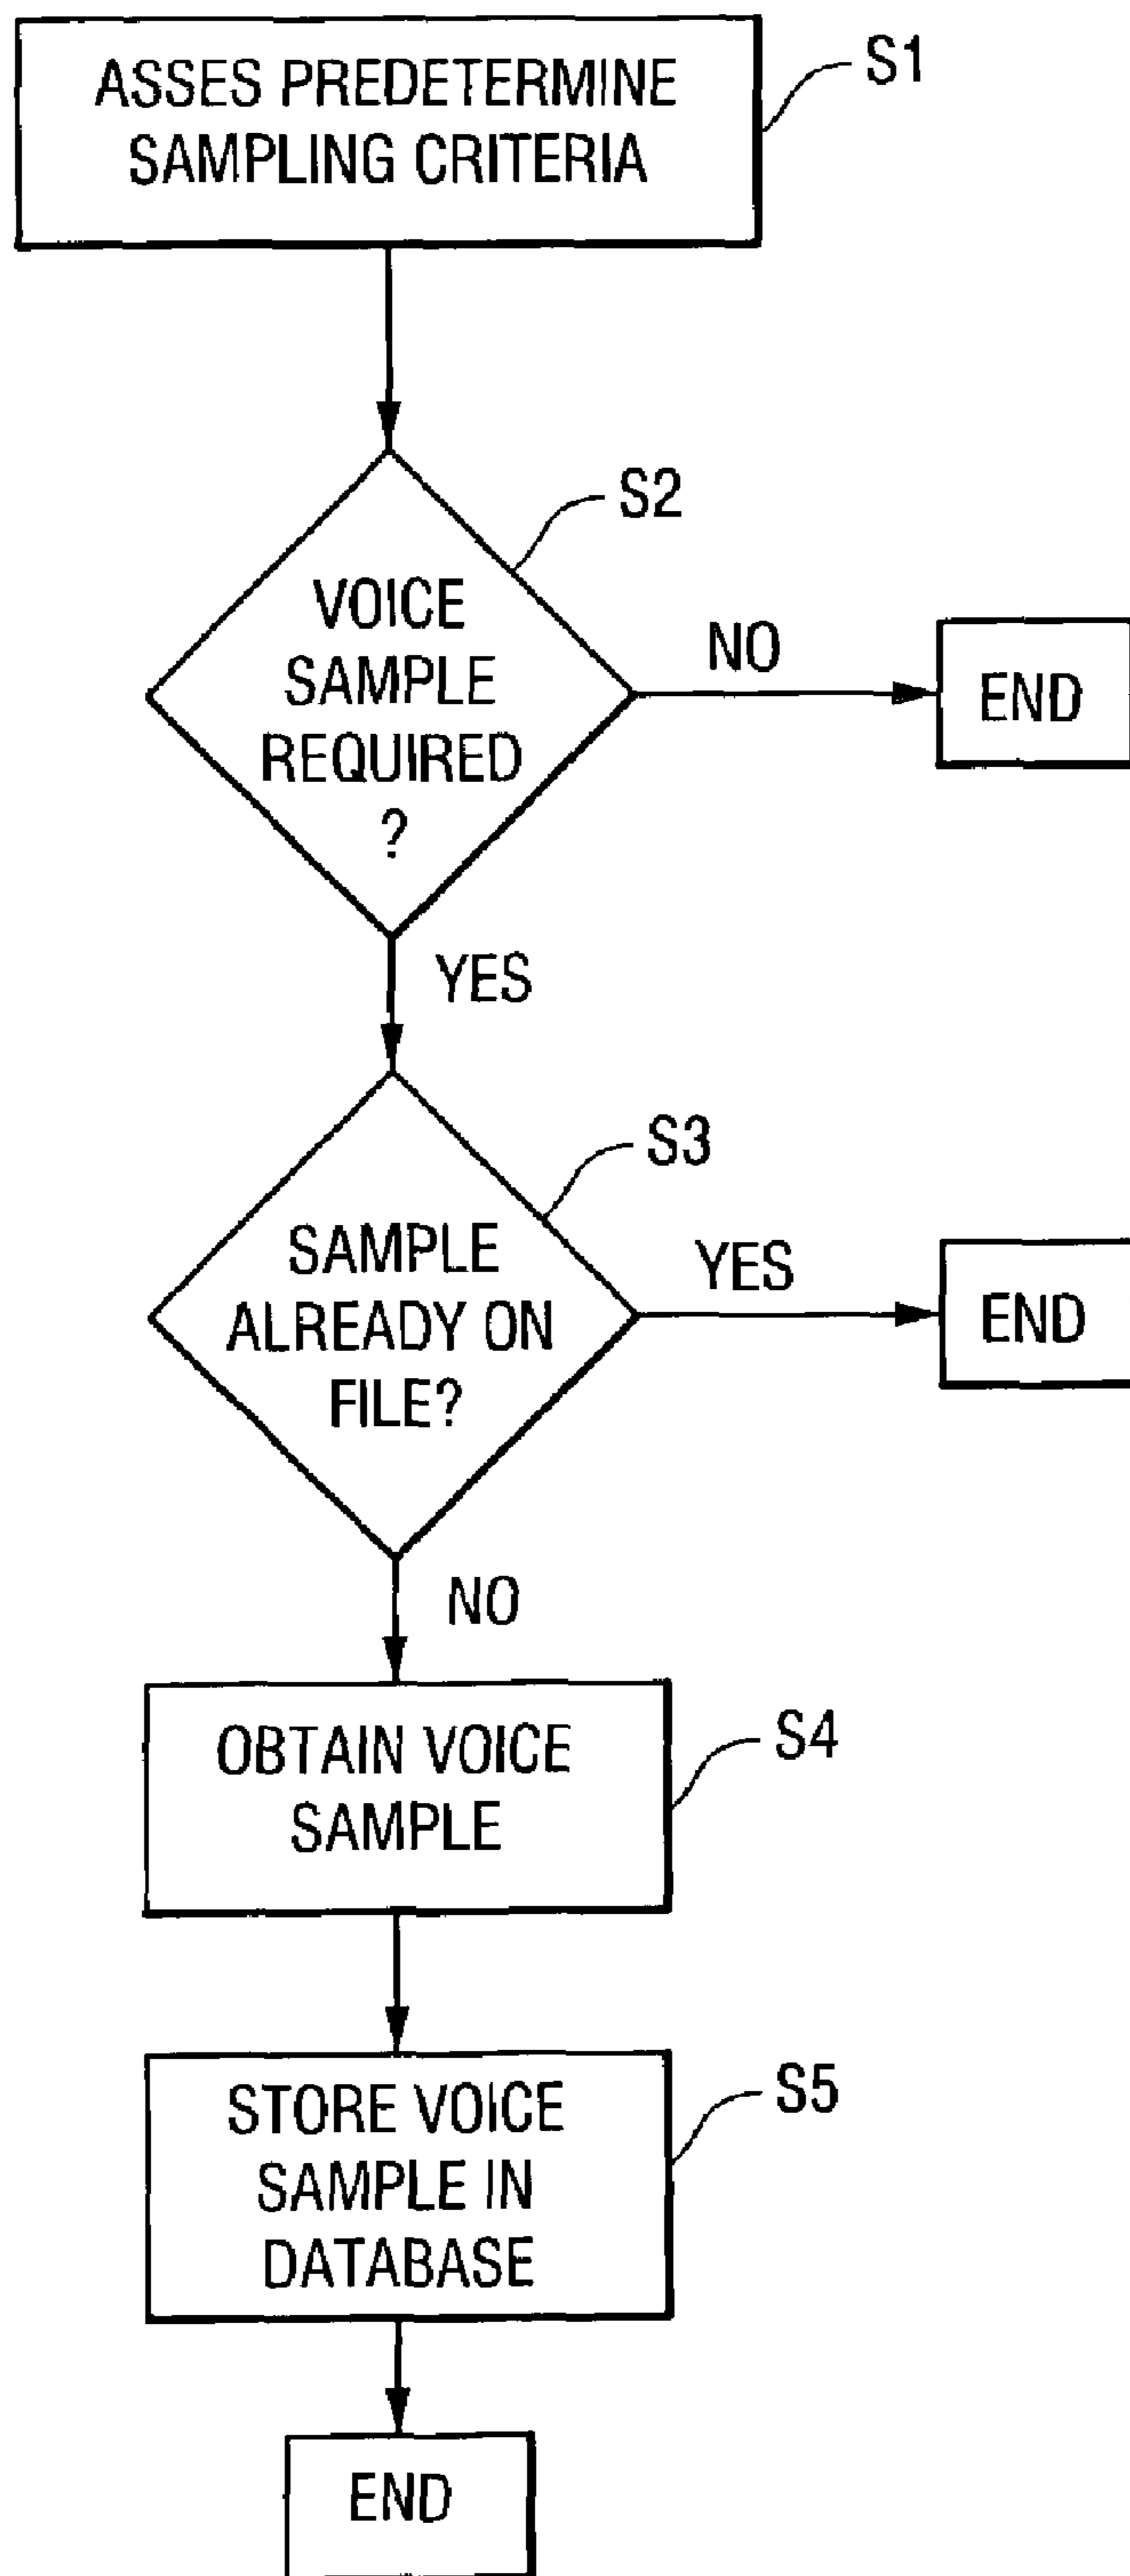 ASSES PREDETERMINE
SAMPLING CRITERIA
S1
S2
VOICE
SAMPLE
REQUIRED
?
NO
END
YES
S3
SAMPLE
ALREADY ON
FILE?
YES
END
NO
OBTAIN VOICE
SAMPLE
S4
STORE VOICE
SAMPLE IN
DATABASE
S5
END